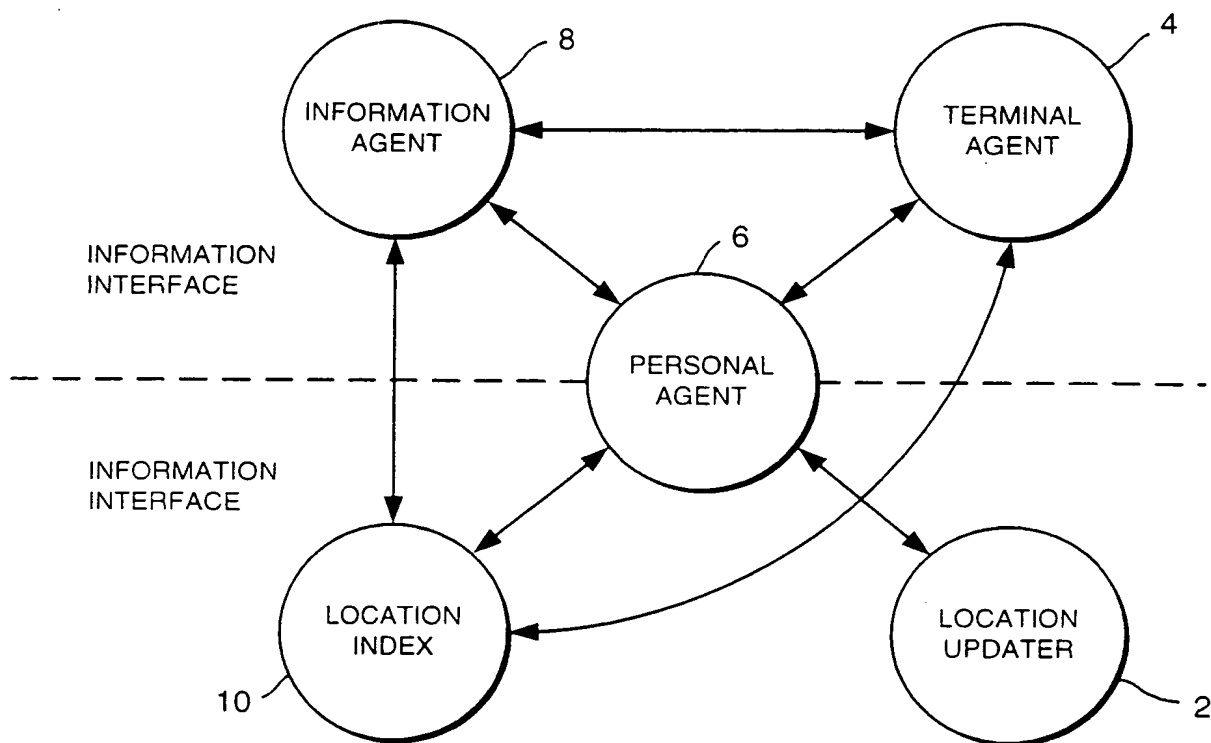 8
4
INFORMATION
AGENT
TERMINAL
AGENT
6
INFORMATION
INTERFACE
PERSONAL
AGENT
INFORMATION
INTERFACE
LOCATION
INDEX
LOCATION
UPDATER
10
2